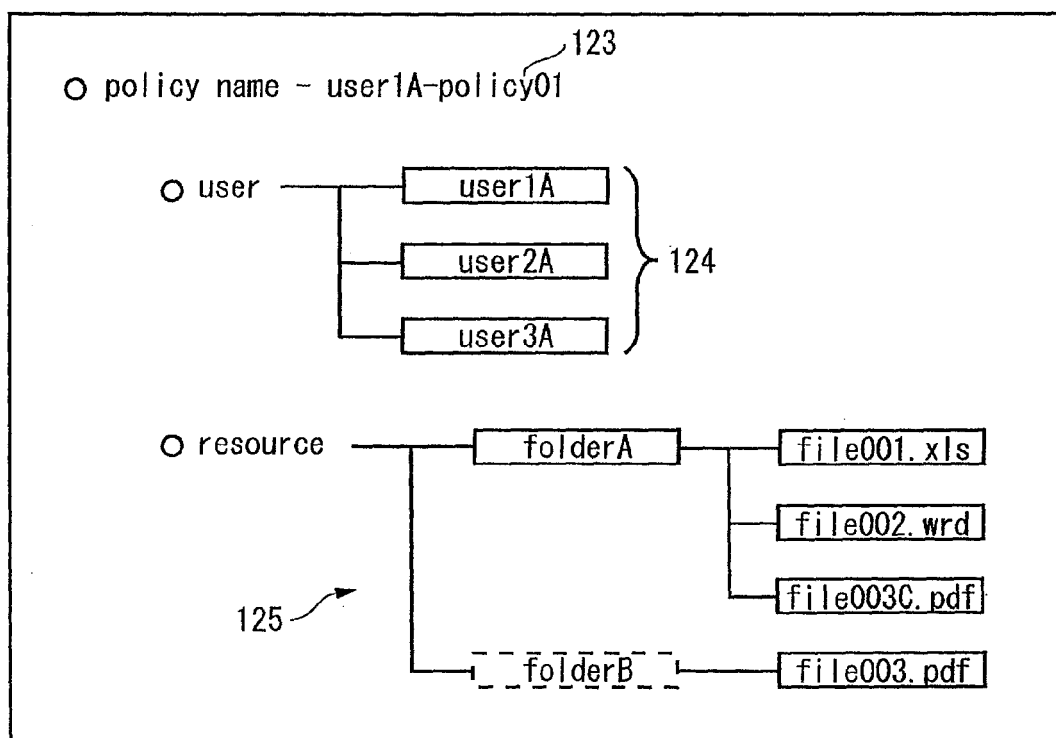 123
○ policy name - user1A-policy01
○ user
user1A
user2A
user3A
124
○ resource
folderA
file001.xls
file002.wrd
file003C.pdf
125
folderB
file003.pdf